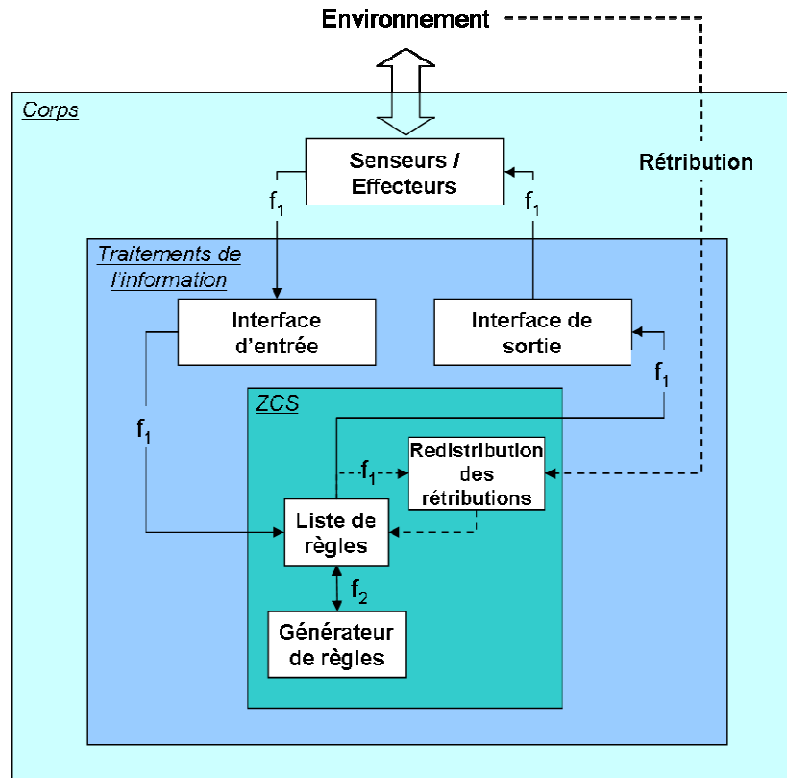 Environnement
Corps
Senseurs /
Effecteurs
Rétribution
f1
f1
Traitements de
l'information
Interface
d'entrée
Interface de
sortie
f1
f1
ZCS
Redistribution
des
rétributions
f1
Liste de
règles
f2
Générateur
de règles